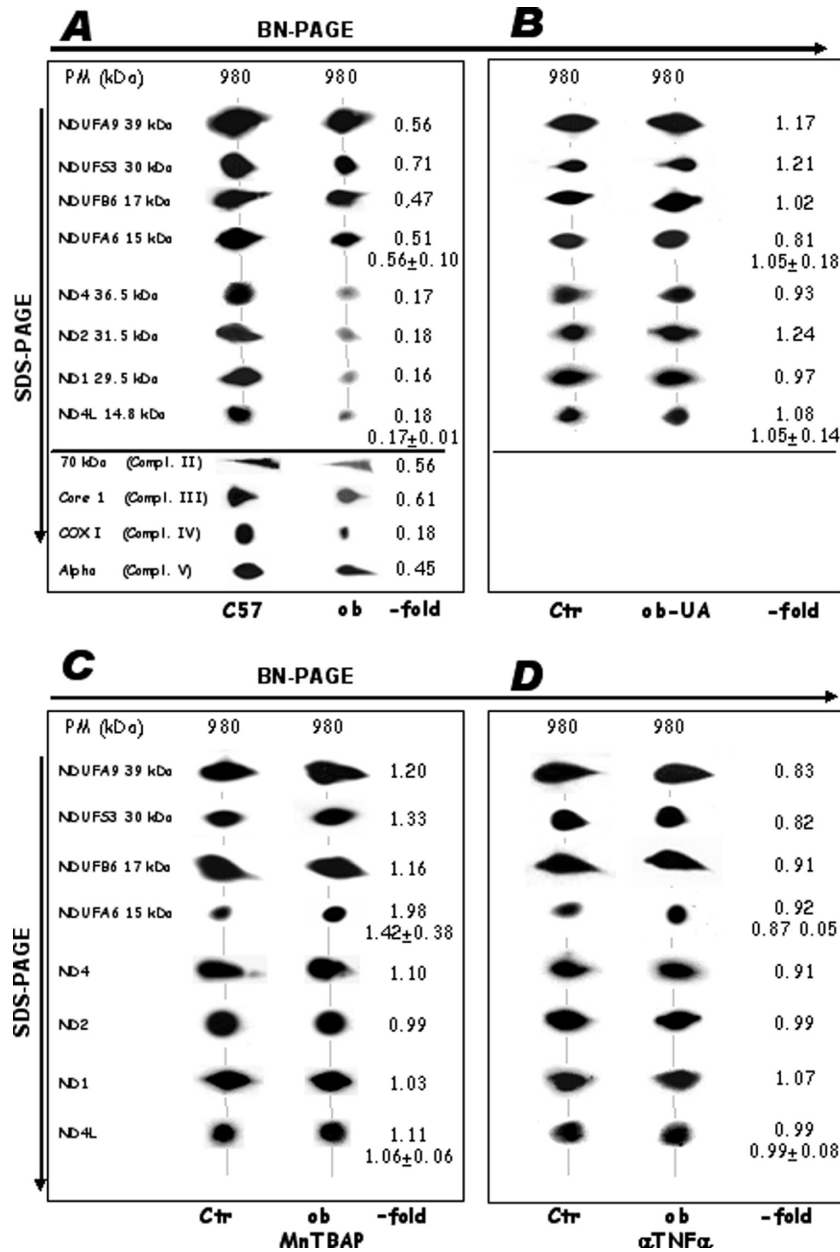 A BN-PAGE B
PM (kDa) 980 980
NDUFA9 39 kDa 0.56
NDUFS3 30 kDa 0.71
NDUFB6 17 kDa 0,47
NDUFA6 15 kDa 0.51
0.56±0.10
ND4 36.5 kDa 0.17
ND2 31.5 kDa 0.18
ND1 29.5 kDa 0.16
ND4L 14.8 kDa 0.18
0.17±0.01
70 kDa (Compl. II) 0.56
Core 1 (Compl. III) 0.61
COX I (Compl. IV) 0.18
Alpha (Compl. V) 0.45
C57 ob -fold
SDS-PAGE
980 980
1.17
1.21
1.02
0.81
1.05±0.18
0.93
1.24
0.97
1.08
1.05±0.14
Ctr ob-UA -fold
C BN-PAGE D
PM (kDa) 980 980
NDUFA9 39 kDa 1.20
NDUFS3 30 kDa 1.33
NDUFB6 17 kDa 1.16
NDUFA6 15 kDa 1.98
1.42±0.38
ND4 1.10
ND2 0.99
ND1 1.03
ND4L 1.11
1.06±0.06
Ctr ob -fold
MnTBAP
SDS-PAGE
980 980
0.83
0.82
0.91
0.92
0.87 0.05
0.91
0.99
1.07
0.99
0.99±0.08
Ctr ob -fold
αTNFα